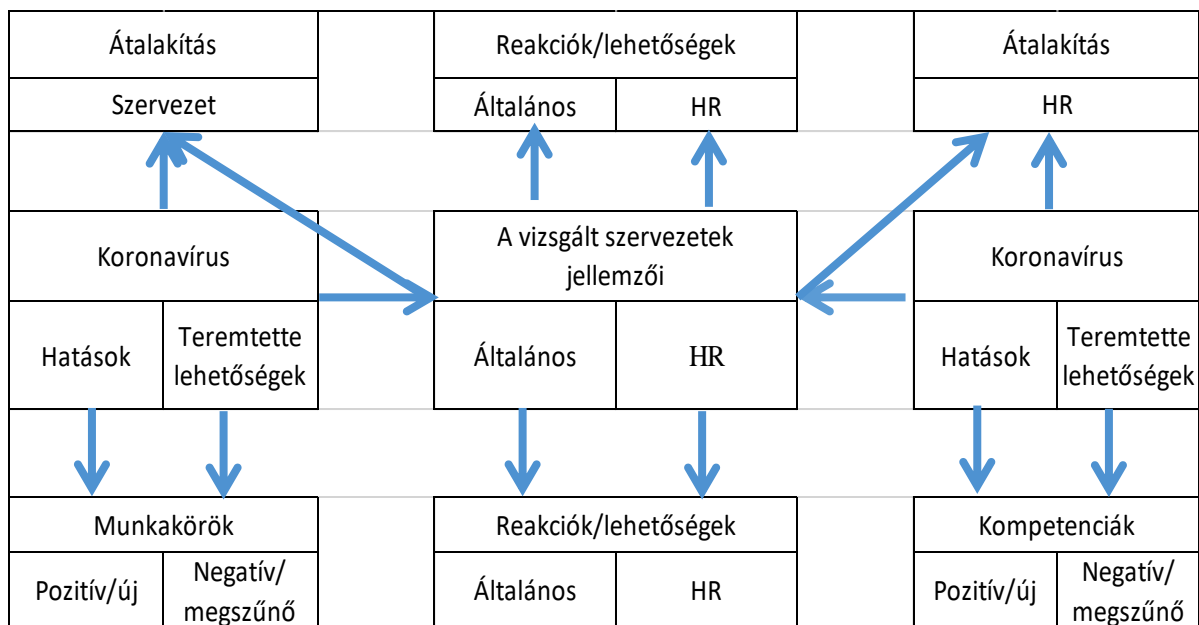 Átalakítás
Reakciók/lehetőségek
Átalakítás
Szervezet
Általános
HR
HR
Koronavírus
A vizsgált szervezetek
jellemzői
Koronavírus
Hatások
Teremtette
lehetőségek
Általános
HR
Hatások
Teremtette
lehetőségek
Munkakörök
Reakciók/lehetőségek
Kompetenciák
Pozitív/új
Negatív/
megszűnő
Általános
HR
Pozitív/új
Negatív/
megszűnő